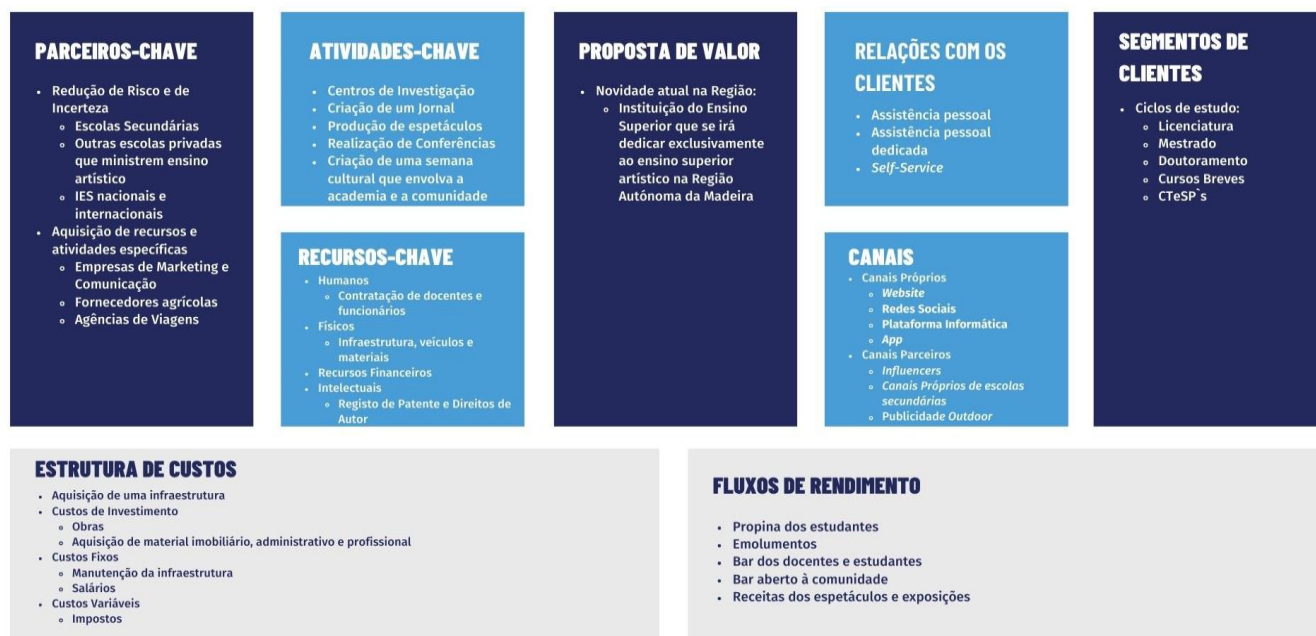 PARCEIROS-CHAVE
• Redução de Risco e de
Incerteza
◦ Escolas Secundárias
◦ Outras escolas privadas
que ministrem ensino
artístico
◦ IES nacionais e
internacionais
• Aquisição de recursos e
atividades específicas
◦ Empresas de Marketing e
Comunicação
◦ Fornecedores agrícolas
◦ Agências de Viagens
ATIVIDADES-CHAVE
• Centros de Investigação
• Criação de um Jornal
• Produção de espetáculos
• Realização de Conferências
• Criação de uma semana
cultural que envolva a
academia e a comunidade
RECURSOS-CHAVE
• Humanos
◦ Contratação de docentes e
funcionários
• Físicos
◦ Infraestrutura, veículos e
materiais
• Recursos Financeiros
• Intelectuais
◦ Registo de Patente e Direitos de
Autor
PROPOSTA DE VALOR
• Novidade atual na Região:
◦ Instituição do Ensino
Superior que se irá
dedicar exclusivamente
ao ensino superior
artístico na Região
Autónoma da Madeira
RELAÇÕES COM OS
CLIENTES
• Assistência pessoal
• Assistência pessoal
dedicada
• Self-Service
CANAIS
• Canais Próprios
◦ Website
◦ Redes Sociais
◦ Plataforma Informática
◦ App
• Canais Parceiros
◦ Influencers
◦ Canais Próprios de escolas
secundárias
◦ Publicidade Outdoor
SEGMENTOS DE
CLIENTES
• Ciclos de estudo:
◦ Licenciatura
◦ Mestrado
◦ Doutoramento
◦ Cursos Breves
◦ CTeSP`s
ESTRUTURA DE CUSTOS
• Aquisição de uma infraestrutura
• Custos de Investimento
◦ Obras
◦ Aquisição de material imobiliário, administrativo e profissional
• Custos Fixos
◦ Manutenção da infraestrutura
◦ Salários
• Custos Variáveis
◦ Impostos
FLUXOS DE RENDIMENTO
• Propina dos estudantes
• Emolumentos
• Bar dos docentes e estudantes
• Bar aberto à comunidade
• Receitas dos espetáculos e exposições